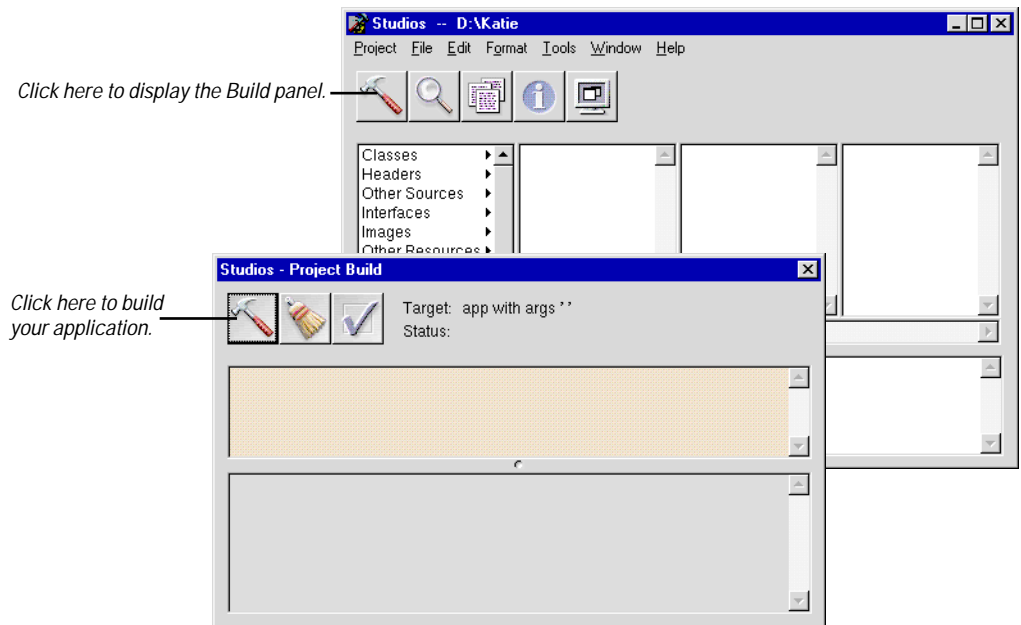 Studios -- D:\Katie
Project File Edit Format Tools Window Help
Click here to display the Build panel.
Classes
Headers
Other Sources
Interfaces
Images
Other Resources
Studios - Project Build
Click here to build
your application.
Target: app with args ' '
Status: